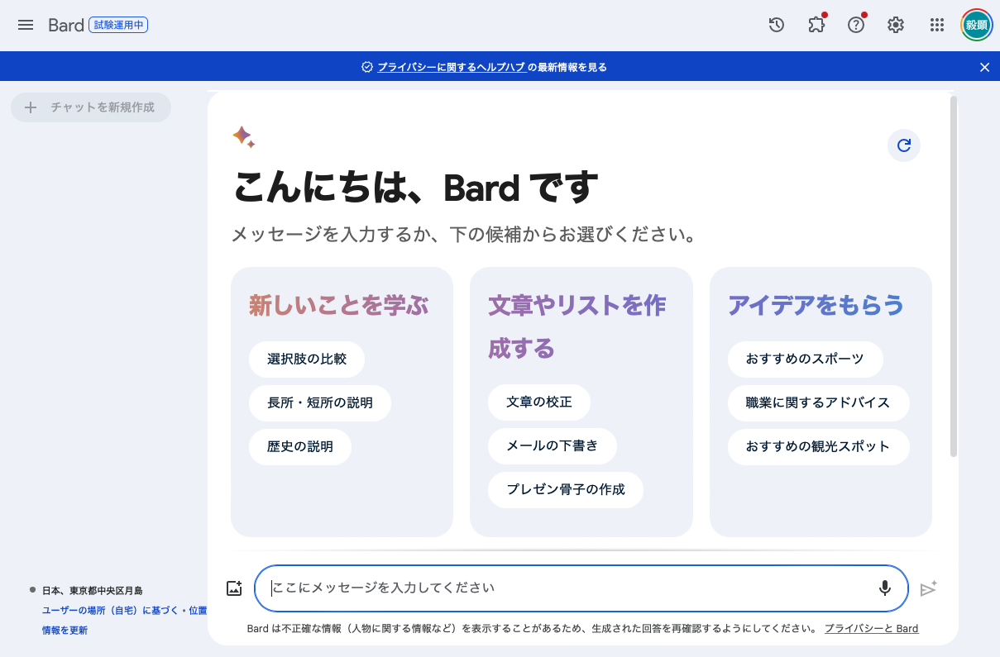 Bard 試験運用中
毅顕
プライバシーに関するヘルプハブ の最新情報を見る
チャットを新規作成
こんにちは、Bard です
メッセージを入力するか、下の候補からお選びください。
新しいことを学ぶ
選択肢の比較
長所・短所の説明
歴史の説明
文章やリストを作
成する
文章の校正
メールの下書き
プレゼン骨子の作成
アイデアをもらう
おすすめのスポーツ
職業に関するアドバイス
おすすめの観光スポット
ここにメッセージを入力してください
Bard は不正確な情報（人物に関する情報など）を表示することがあるため、生成された回答を再確認するようにしてください。 プライバシーと Bard
日本、東京都中央区月島
ユーザーの場所（自宅）に基づく・位置
情報を更新